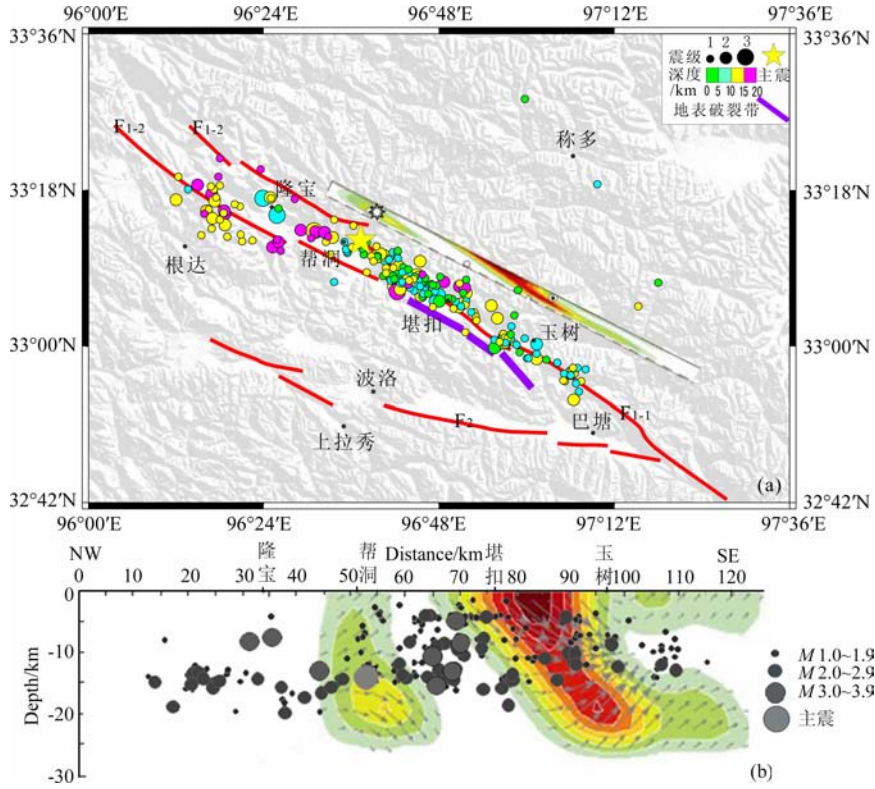 96°00′E 96°24′E 96°48′E 97°12′E 97°36′E
33°36′N 33°36′N
1 2 3
震级
深度 主震
/km 0 5 10 15 20
地表破裂带
F1-2 F1-2
称多
33°18′N 隆宝 33°18′N
根达 帮洞
堪扣 玉树
33°00′N 33°00′N
波洛
F2 巴塘 F1-1
上拉秀
(a)
32°42′N 32°42′N
96°00′E 96°24′E 96°48′E 97°12′E 97°36′E
NW 隆宝 帮洞 Distance/km 堪扣 玉树 SE
0 10 20 30 40 50 60 70 80 90 100 110 120
0
-10
-20
-30
Depth/km
M 1.0~1.9
M 2.0~2.9
M 3.0~3.9
主震
(b)